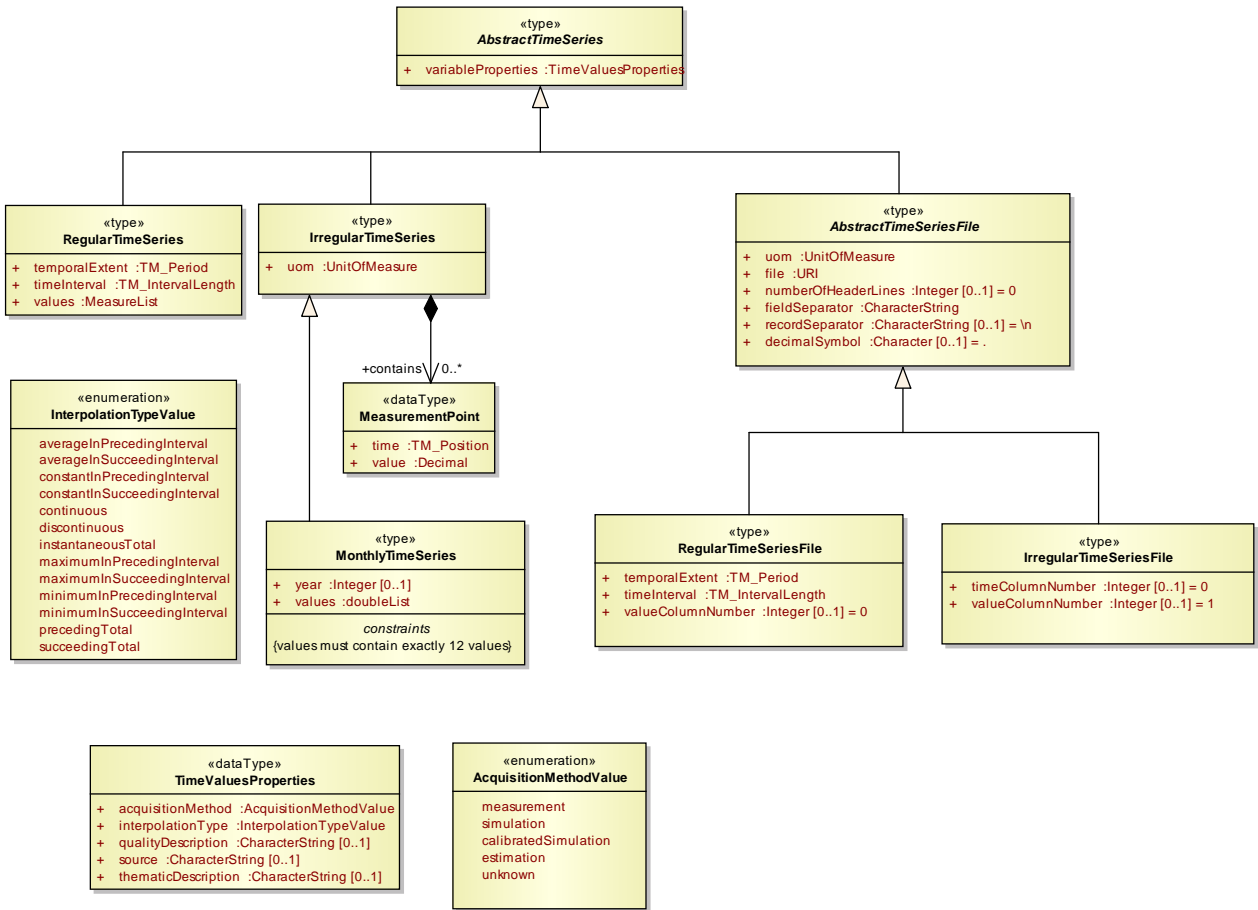 «type»
AbstractTimeSeries
+ variableProperties :TimeValuesProperties
«type»
RegularTimeSeries
+ temporalExtent :TM_Period
+ timeInterval :TM_IntervalLength
+ values :MeasureList
«type»
IrregularTimeSeries
+ uom :UnitOfMeasure
«type»
AbstractTimeSeriesFile
+ uom :UnitOfMeasure
+ file :URI
+ numberOfHeaderLines :Integer [0..1] = 0
+ fieldSeparator :CharacterString
+ recordSeparator :CharacterString [0..1] = \n
+ decimalSymbol :Character [0..1] = .
+contains 0..*
«enumeration»
InterpolationTypeValue
averageInPrecedingInterval
averageInSucceedingInterval
constantInPrecedingInterval
constantInSucceedingInterval
continuous
discontinuous
instantaneousTotal
maximumInPrecedingInterval
maximumInSucceedingInterval
minimumInPrecedingInterval
minimumInSucceedingInterval
precedingTotal
succeedingTotal
«dataType»
MeasurementPoint
+ time :TM_Position
+ value :Decimal
«type»
MonthlyTimeSeries
+ year :Integer [0..1]
+ values :doubleList
constraints
{values must contain exactly 12 values}
«type»
RegularTimeSeriesFile
+ temporalExtent :TM_Period
+ timeInterval :TM_IntervalLength
+ valueColumnNumber :Integer [0..1] = 0
«type»
IrregularTimeSeriesFile
+ timeColumnNumber :Integer [0..1] = 0
+ valueColumnNumber :Integer [0..1] = 1
«dataType»
TimeValuesProperties
+ acquisitionMethod :AcquisitionMethodValue
+ interpolationType :InterpolationTypeValue
+ qualityDescription :CharacterString [0..1]
+ source :CharacterString [0..1]
+ thematicDescription :CharacterString [0..1]
«enumeration»
AcquisitionMethodValue
measurement
simulation
calibratedSimulation
estimation
unknown